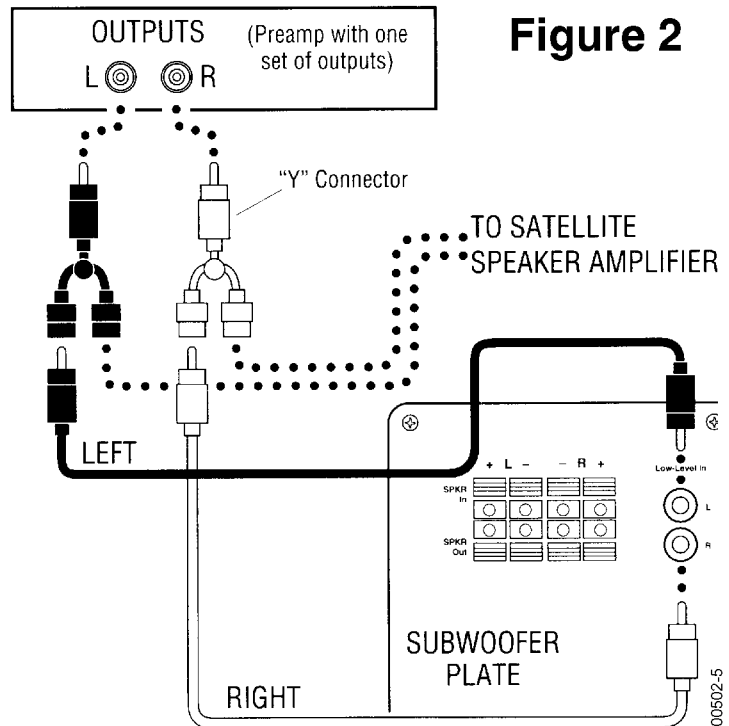 Figure 2
OUTPUTS
(Preamp with one
set of outputs)
L
R
"Y" Connector
TO SATELLITE
SPEAKER AMPLIFIER
LEFT
+ L − − R +
SPKR
In
SPKR
Out
Low-Level In
L
R
SUBWOOFER
PLATE
RIGHT
00502-5